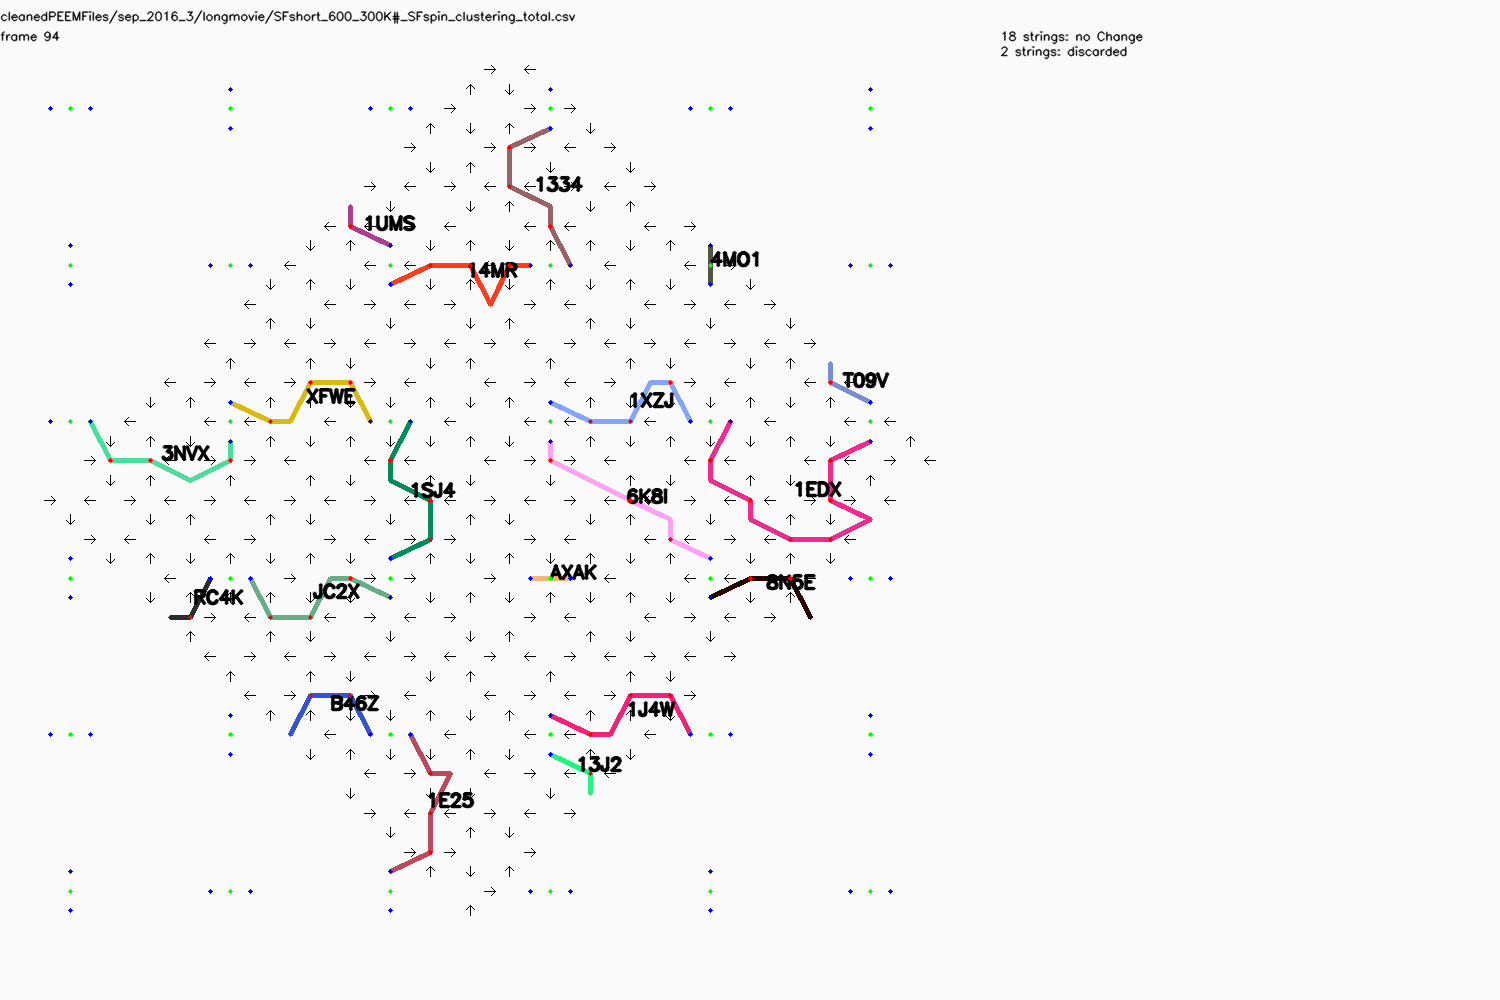 cleanedPEEMFiles/sep_2016_3/longmovie/SFshort_600_300K#_SFspin_clustering_total.csv
frame 94
18 strings: no Change
2 strings: discarded
1334
1UMS
4MO1
14MR
T09V
XFWE
1XZJ
3NVX
1SJ4
6K8I
1EDX
AXAK
RC4K
JC2X
8N5E
B46Z
1J4W
13J2
1E25